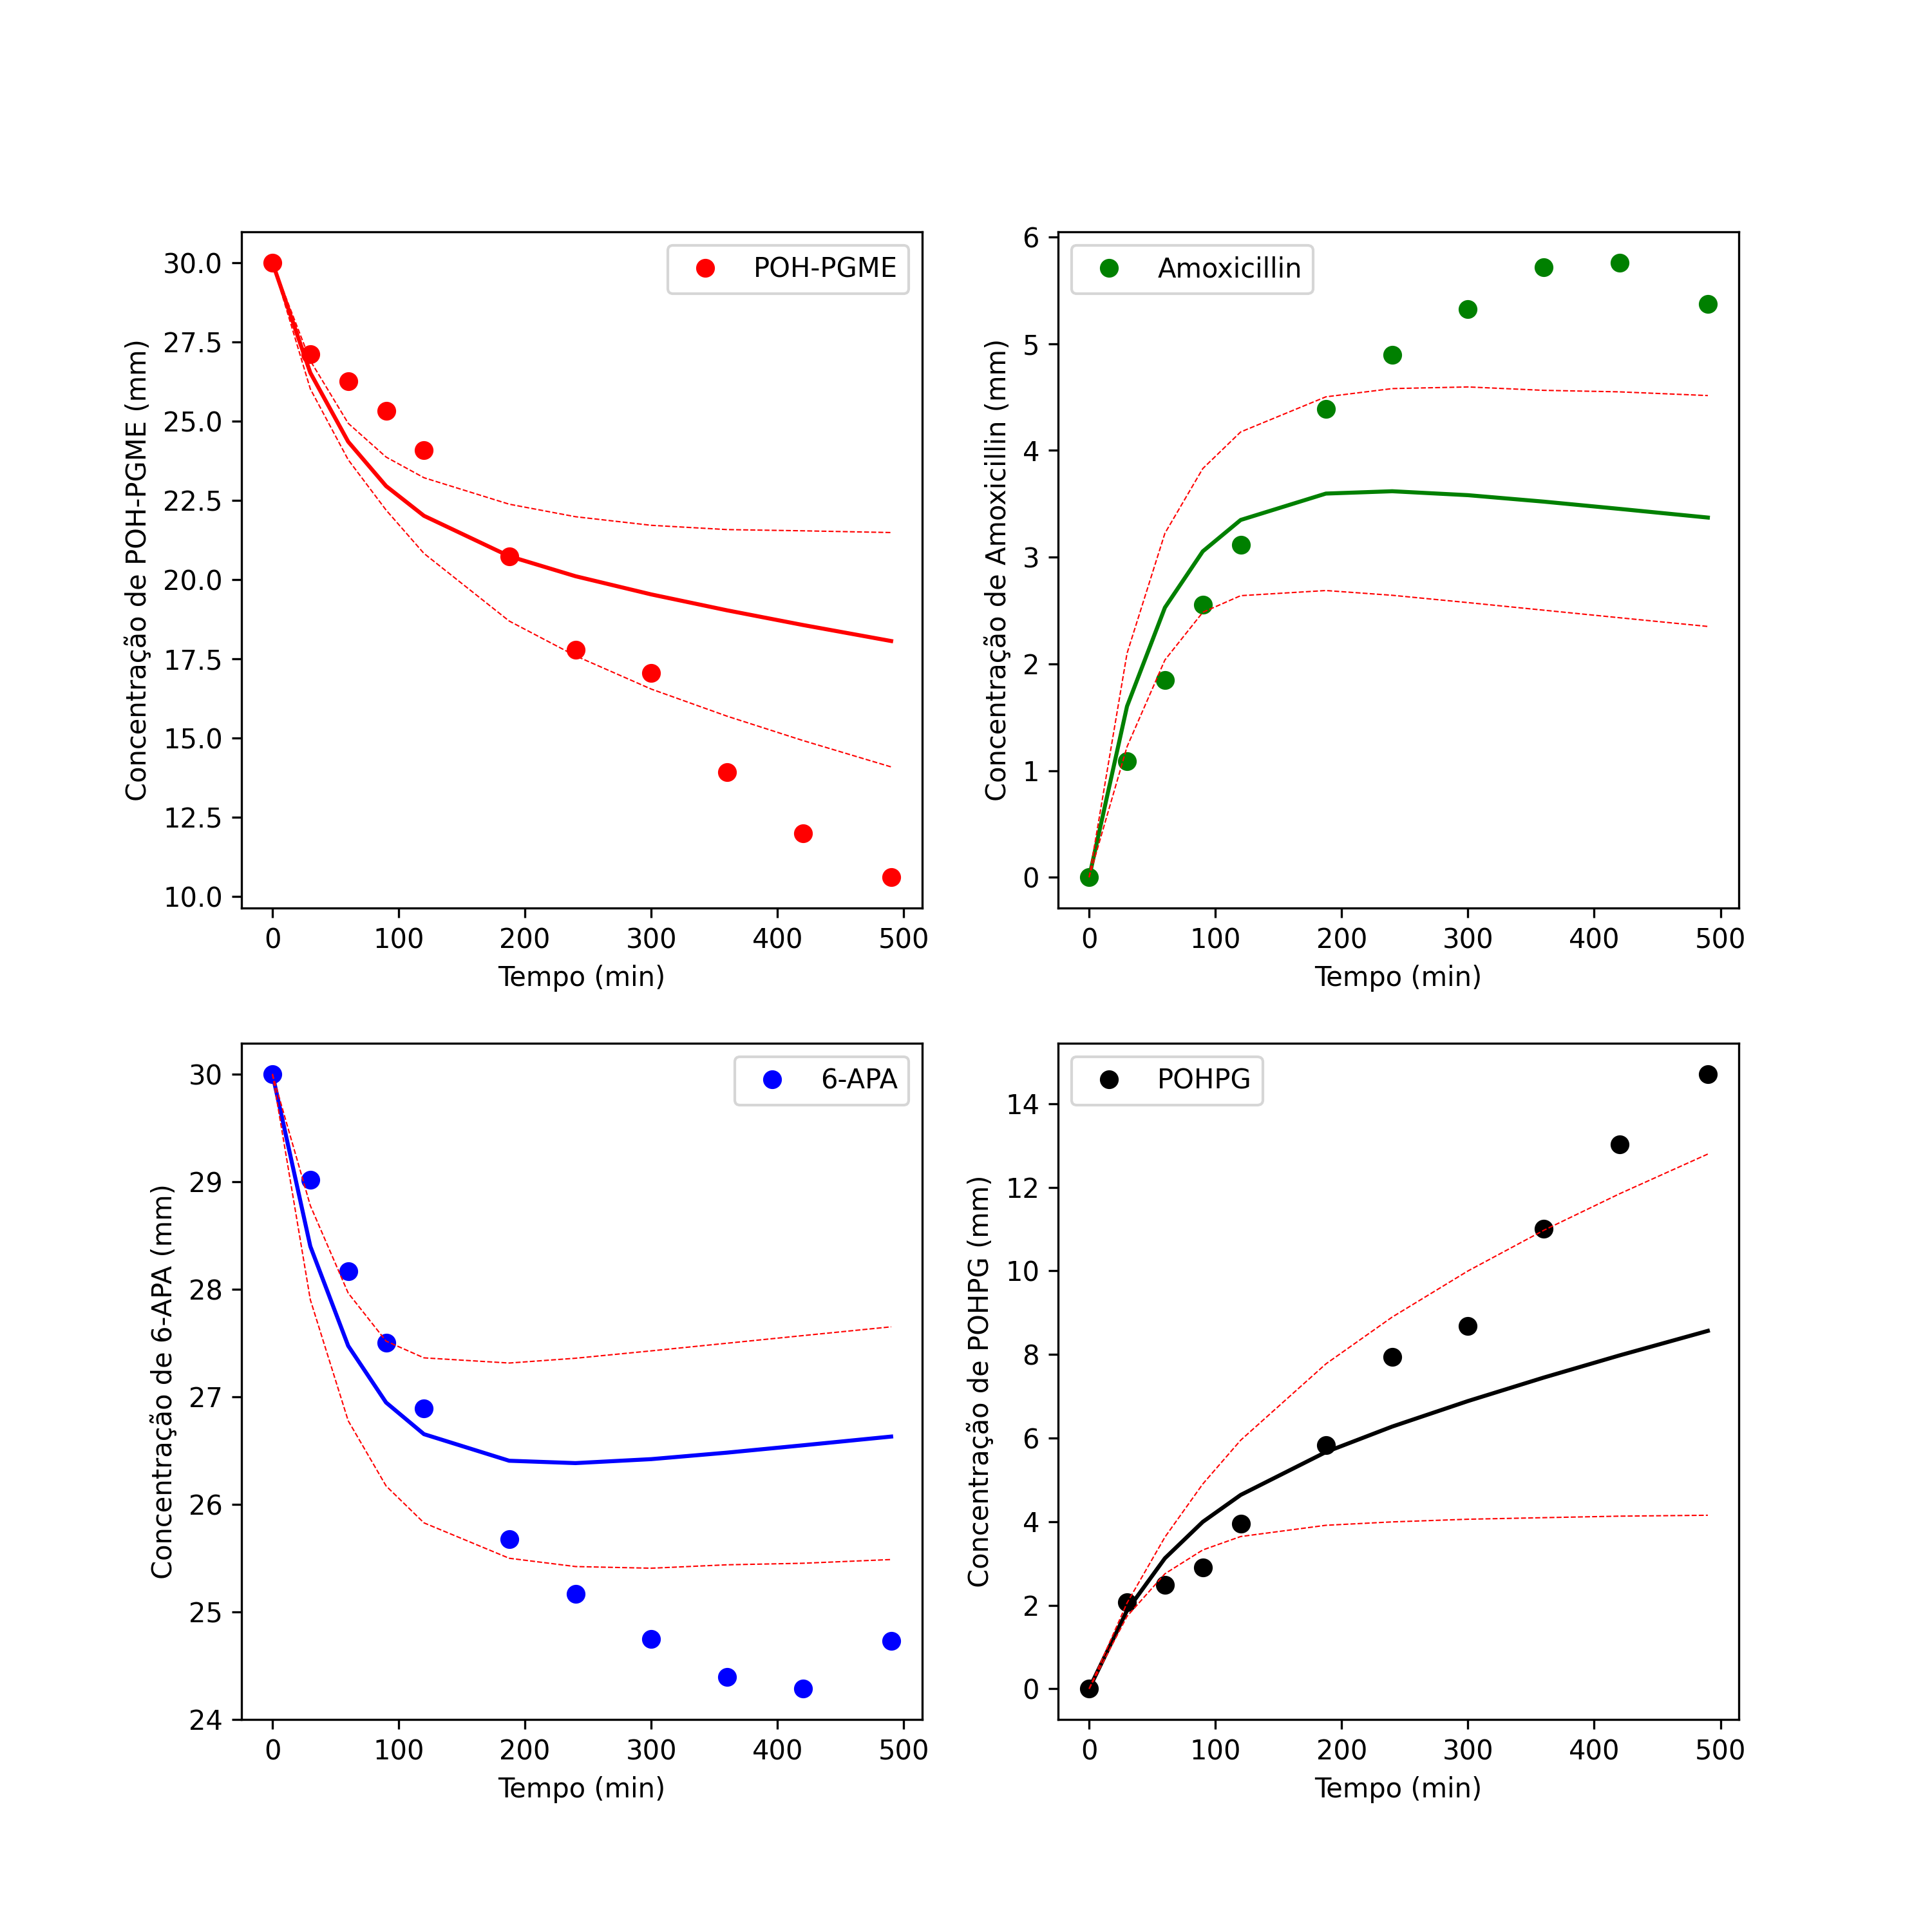 POH-PGME
Concentração de POH-PGME (mm)
30.0
27.5
25.0
22.5
20.0
17.5
15.0
12.5
10.0
0 100 200 300 400 500
Tempo (min)
Amoxicillin
Concentração de Amoxicillin (mm)
6
5
4
3
2
1
0
0 100 200 300 400 500
Tempo (min)
6-APA
Concentração de 6-APA (mm)
30
29
28
27
26
25
24
0 100 200 300 400 500
Tempo (min)
POHPG
Concentração de POHPG (mm)
14
12
10
8
6
4
2
0
0 100 200 300 400 500
Tempo (min)